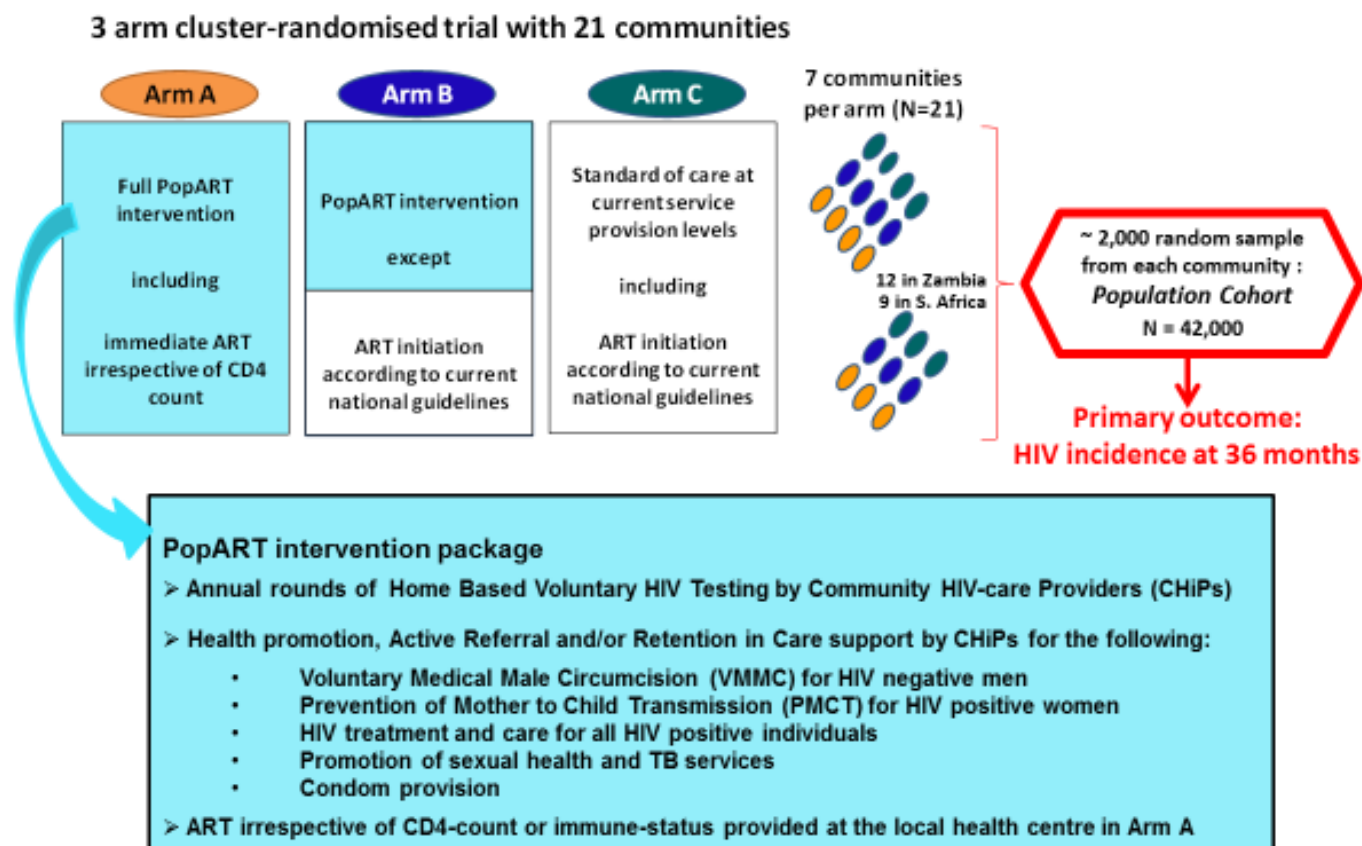 3 arm cluster-randomised trial with 21 communities
Arm A
Full PopART
intervention
including
immediate ART
irrespective of CD4
count
Arm B
PopART intervention
except
ART initiation
according to current
national guidelines
Arm C
Standard of care at
current service
provision levels
including
ART initiation
according to current
national guidelines
7 communities
per arm (N=21)
12 in Zambia
9 in S. Africa
~ 2,000 random sample
from each community :
Population Cohort
N = 42,000
Primary outcome:
HIV incidence at 36 months
PopART intervention package
➢ Annual rounds of Home Based Voluntary HIV Testing by Community HIV-care Providers (CHiPs)
➢ Health promotion, Active Referral and/or Retention in Care support by CHiPs for the following:
• Voluntary Medical Male Circumcision (VMMC) for HIV negative men
• Prevention of Mother to Child Transmission (PMCT) for HIV positive women
• HIV treatment and care for all HIV positive individuals
• Promotion of sexual health and TB services
• Condom provision
➢ ART irrespective of CD4-count or immune-status provided at the local health centre in Arm A